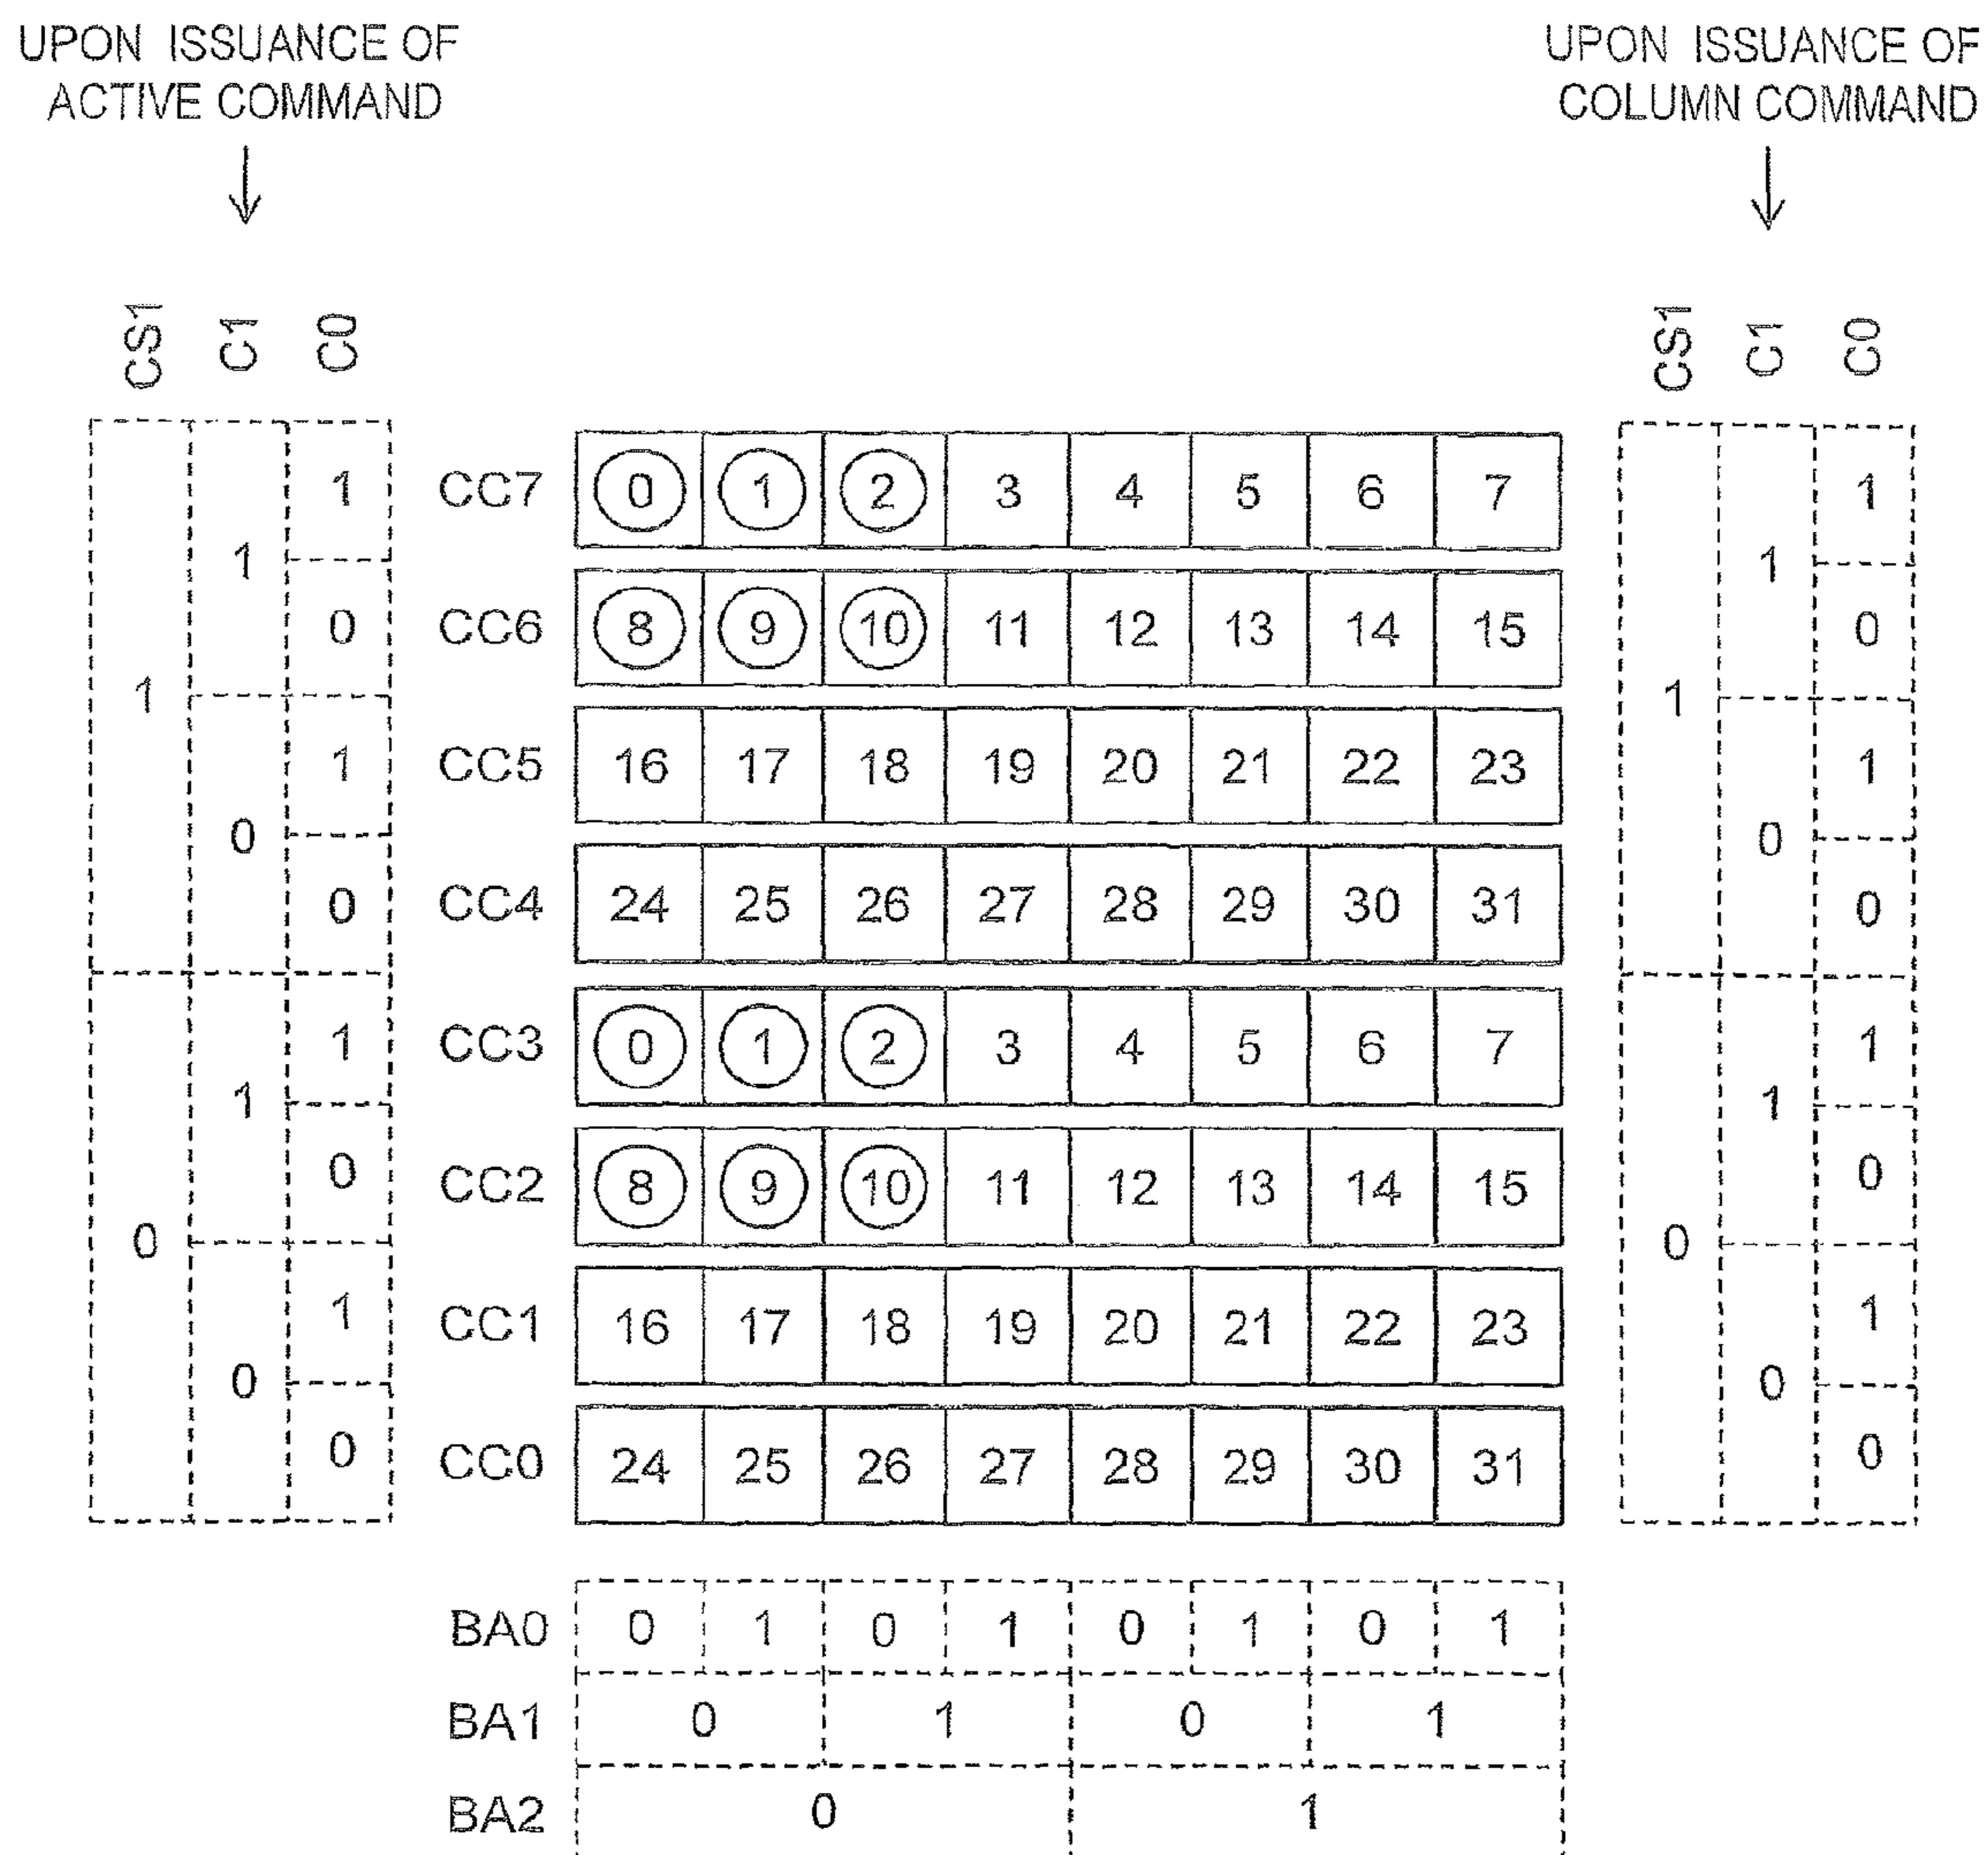 UPON ISSUANCE OF
ACTIVE COMMAND
UPON ISSUANCE OF
COLUMN COMMAND
CS1 C1 C0
CS1 C1 C0
1 CC7 0 1 2 3 4 5 6 7 1
1 1
0 CC6 8 9 10 11 12 13 14 15 0
1 1
1 CC5 16 17 18 19 20 21 22 23 1
0 0
0 CC4 24 25 26 27 28 29 30 31 0
1 CC3 0 1 2 3 4 5 6 7 1
1 1
0 CC2 8 9 10 11 12 13 14 15 0
0 0
1 CC1 16 17 18 19 20 21 22 23 1
0 0
0 CC0 24 25 26 27 28 29 30 31 0
BA0 0 1 0 1 0 1 0 1
BA1 0 1 0 1
BA2 0 1